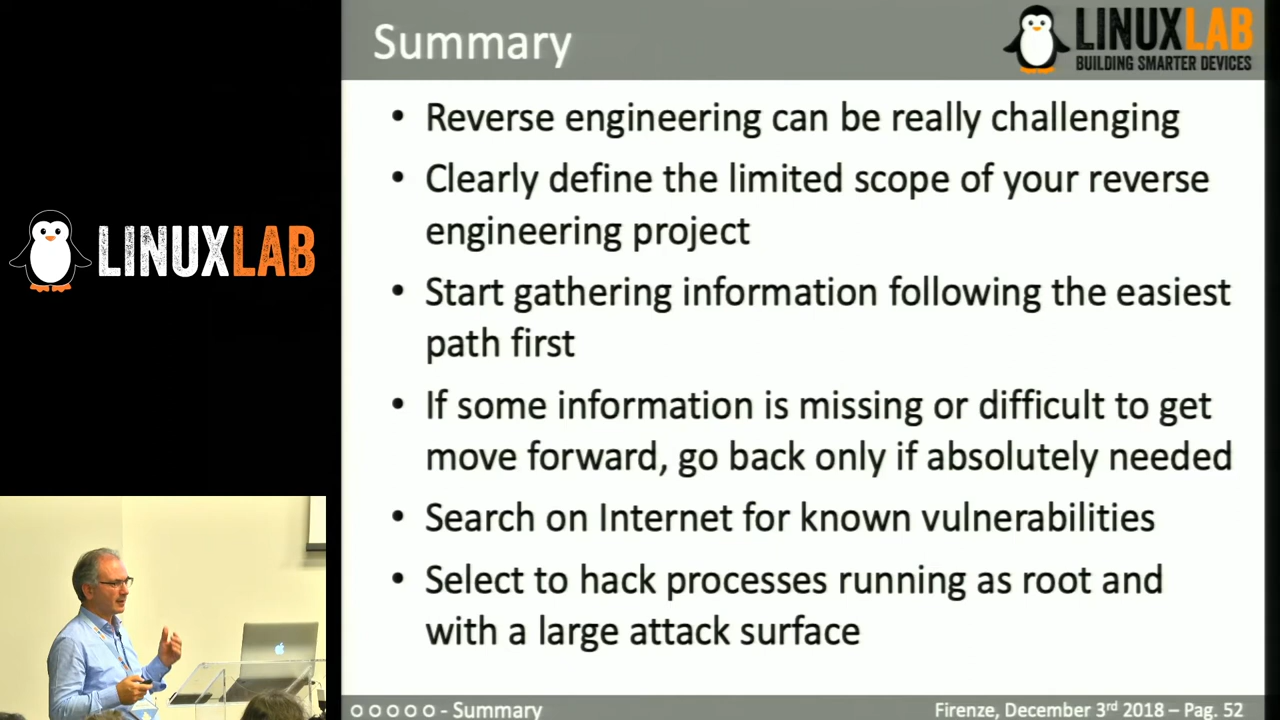 Summary
LINUXLAB
BUILDING SMARTER DEVICES
• Reverse engineering can be really challenging
• Clearly define the limited scope of your reverse
engineering project
• Start gathering information following the easiest
path first
• If some information is missing or difficult to get
move forward, go back only if absolutely needed
• Search on Internet for known vulnerabilities
• Select to hack processes running as root and
with a large attack surface
LINUXLAB
- Summary
Firenze, December 3rd 2018 – Pag. 52